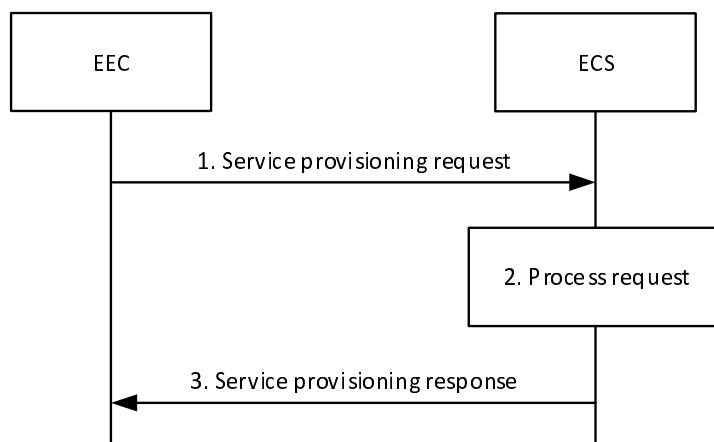 EEC
ECS
1. Service provisioning request
2. Process request
3. Service provisioning response